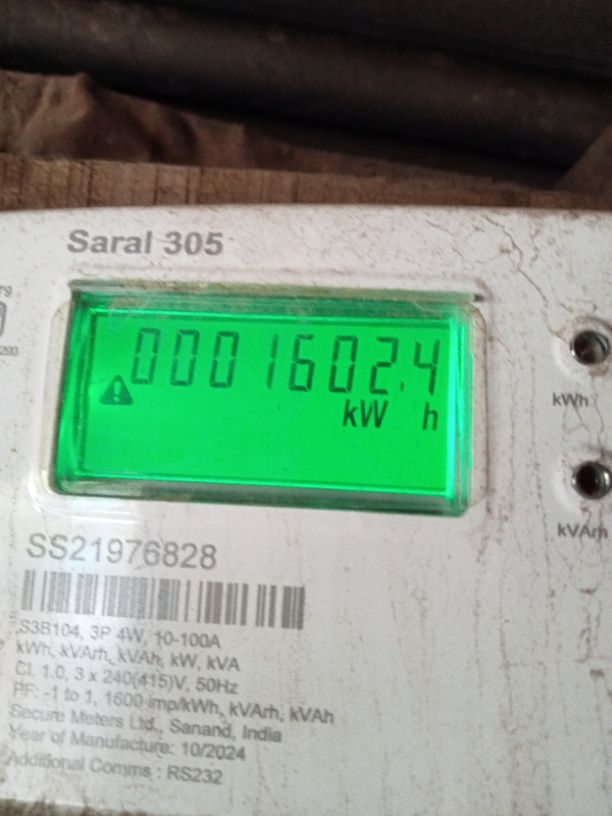 Saral 305
0001602.4
kW h
kWh
kVArh
SS21976828
S3B104, 3P 4W, 10-100A
kWh, kVArh, kVAh, kW, kVA
Cl. 1.0, 3 x 240(415)V, 50Hz
PF: -1 to 1, 1600 imp/kWh, kVArh, kVAh
Secure Meters Ltd., Sanand, India
Year of Manufacture: 10/2024
Additional Comms : RS232